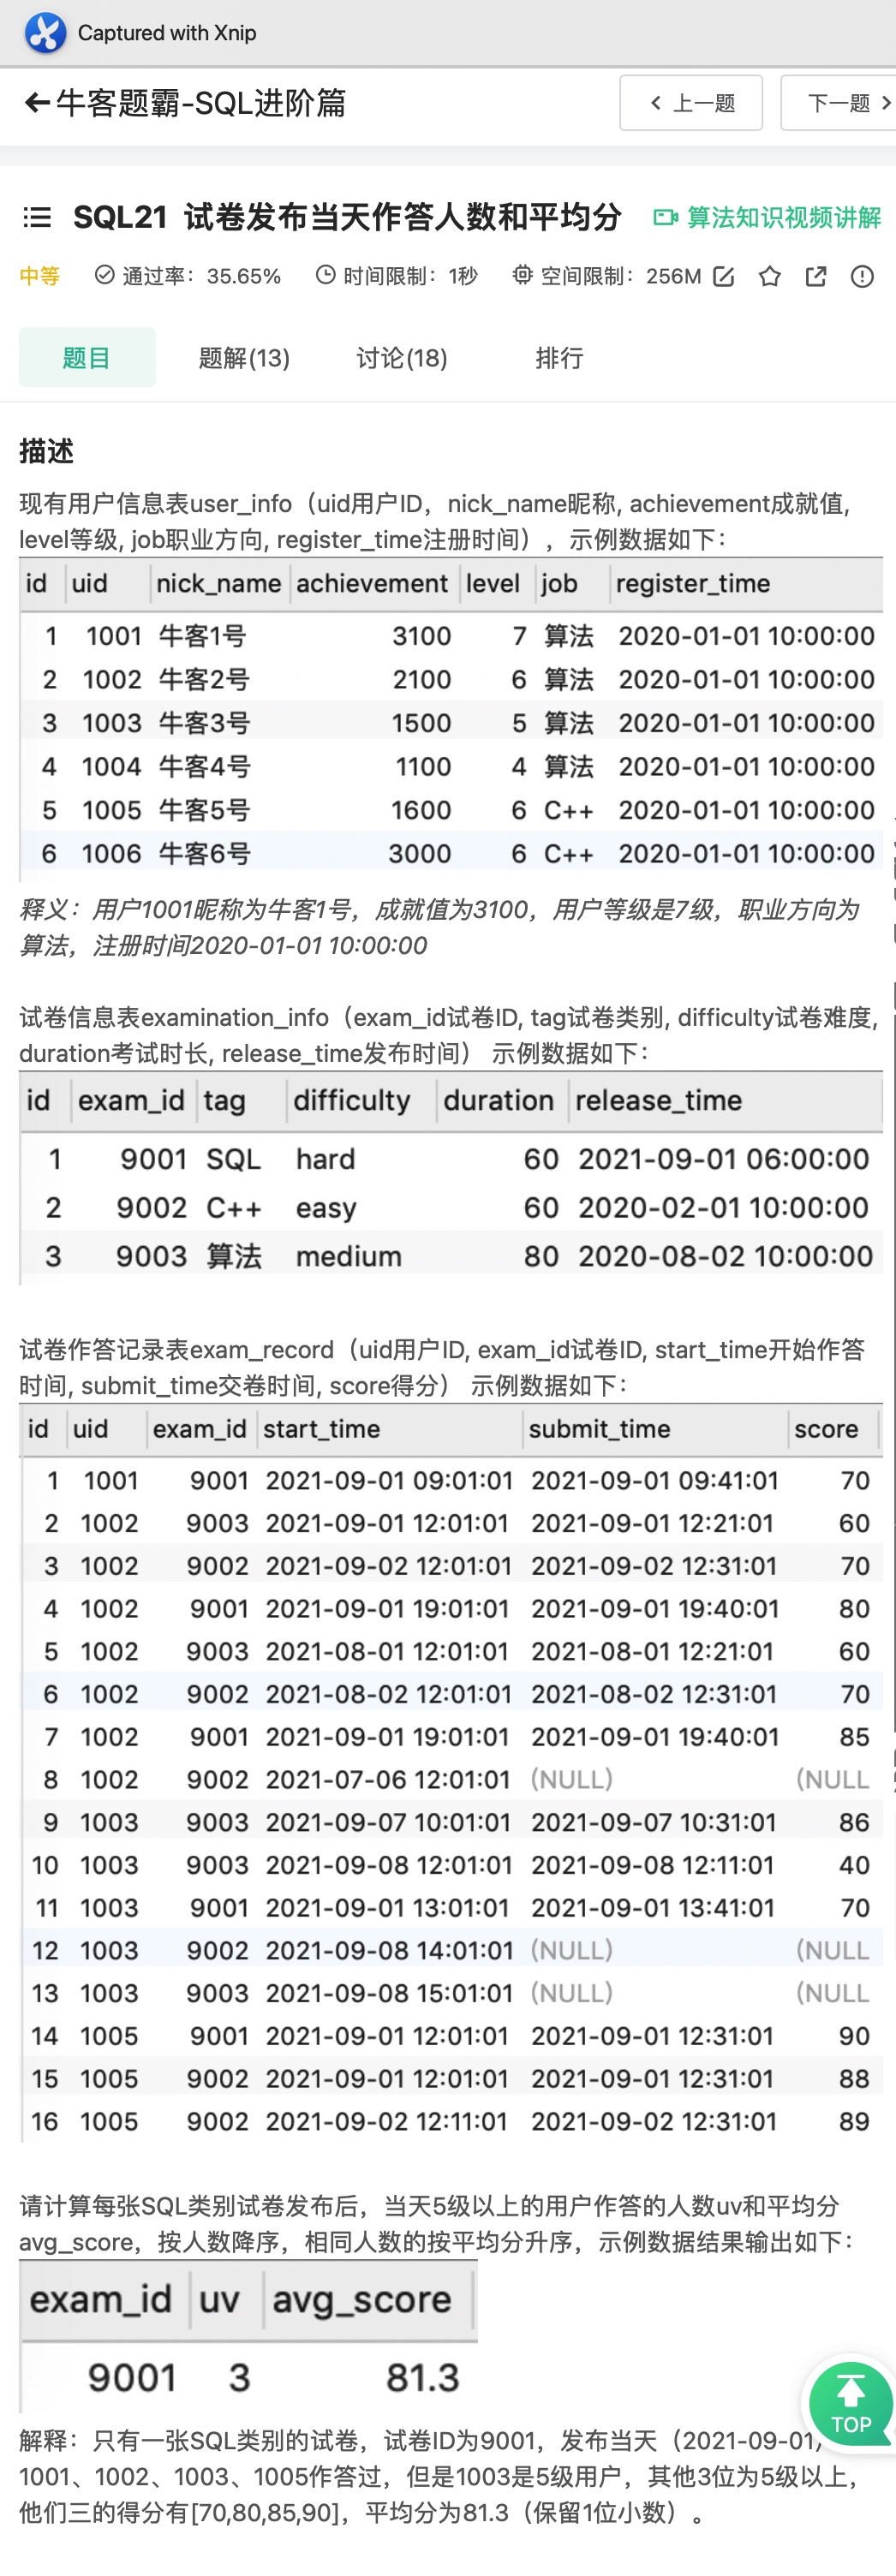 Captured with Xnip
牛客题霸-SQL进阶篇
上一题
下一题
SQL21 试卷发布当天作答人数和平均分
算法知识视频讲解
中等 通过率：35.65% 时间限制：1秒 空间限制：256M
题目 题解(13) 讨论(18) 排行
描述
现有用户信息表user_info（uid用户ID，nick_name昵称, achievement成就值,
level等级, job职业方向, register_time注册时间），示例数据如下：
id uid nick_name achievement level job register_time
1 1001 牛客1号 3100 7 算法 2020-01-01 10:00:00
2 1002 牛客2号 2100 6 算法 2020-01-01 10:00:00
3 1003 牛客3号 1500 5 算法 2020-01-01 10:00:00
4 1004 牛客4号 1100 4 算法 2020-01-01 10:00:00
5 1005 牛客5号 1600 6 C++ 2020-01-01 10:00:00
6 1006 牛客6号 3000 6 C++ 2020-01-01 10:00:00
释义：用户1001昵称为牛客1号，成就值为3100，用户等级是7级，职业方向为
算法，注册时间2020-01-01 10:00:00
试卷信息表examination_info（exam_id试卷ID, tag试卷类别, difficulty试卷难度,
duration考试时长, release_time发布时间） 示例数据如下：
id exam_id tag difficulty duration release_time
1 9001 SQL hard 60 2021-09-01 06:00:00
2 9002 C++ easy 60 2020-02-01 10:00:00
3 9003 算法 medium 80 2020-08-02 10:00:00
试卷作答记录表exam_record（uid用户ID, exam_id试卷ID, start_time开始作答
时间, submit_time交卷时间, score得分） 示例数据如下：
id uid exam_id start_time submit_time score
1 1001 9001 2021-09-01 09:01:01 2021-09-01 09:41:01 70
2 1002 9003 2021-09-01 12:01:01 2021-09-01 12:21:01 60
3 1002 9002 2021-09-02 12:01:01 2021-09-02 12:31:01 70
4 1002 9001 2021-09-01 19:01:01 2021-09-01 19:40:01 80
5 1002 9003 2021-08-01 12:01:01 2021-08-01 12:21:01 60
6 1002 9002 2021-08-02 12:01:01 2021-08-02 12:31:01 70
7 1002 9001 2021-09-01 19:01:01 2021-09-01 19:40:01 85
8 1002 9002 2021-07-06 12:01:01 (NULL) (NULL
9 1003 9003 2021-09-07 10:01:01 2021-09-07 10:31:01 86
10 1003 9003 2021-09-08 12:01:01 2021-09-08 12:11:01 40
11 1003 9001 2021-09-01 13:01:01 2021-09-01 13:41:01 70
12 1003 9002 2021-09-08 14:01:01 (NULL) (NULL
13 1003 9003 2021-09-08 15:01:01 (NULL) (NULL
14 1005 9001 2021-09-01 12:01:01 2021-09-01 12:31:01 90
15 1005 9002 2021-09-01 12:01:01 2021-09-01 12:31:01 88
16 1005 9002 2021-09-02 12:11:01 2021-09-02 12:31:01 89
请计算每张SQL类别试卷发布后，当天5级以上的用户作答的人数uv和平均分
avg_score，按人数降序，相同人数的按平均分升序，示例数据结果输出如下：
exam_id uv avg_score
9001 3 81.3
TOP
解释：只有一张SQL类别的试卷，试卷ID为9001，发布当天（2021-09-01）
1001、1002、1003、1005作答过，但是1003是5级用户，其他3位为5级以上，
他们三的得分有[70,80,85,90]，平均分为81.3（保留1位小数）。